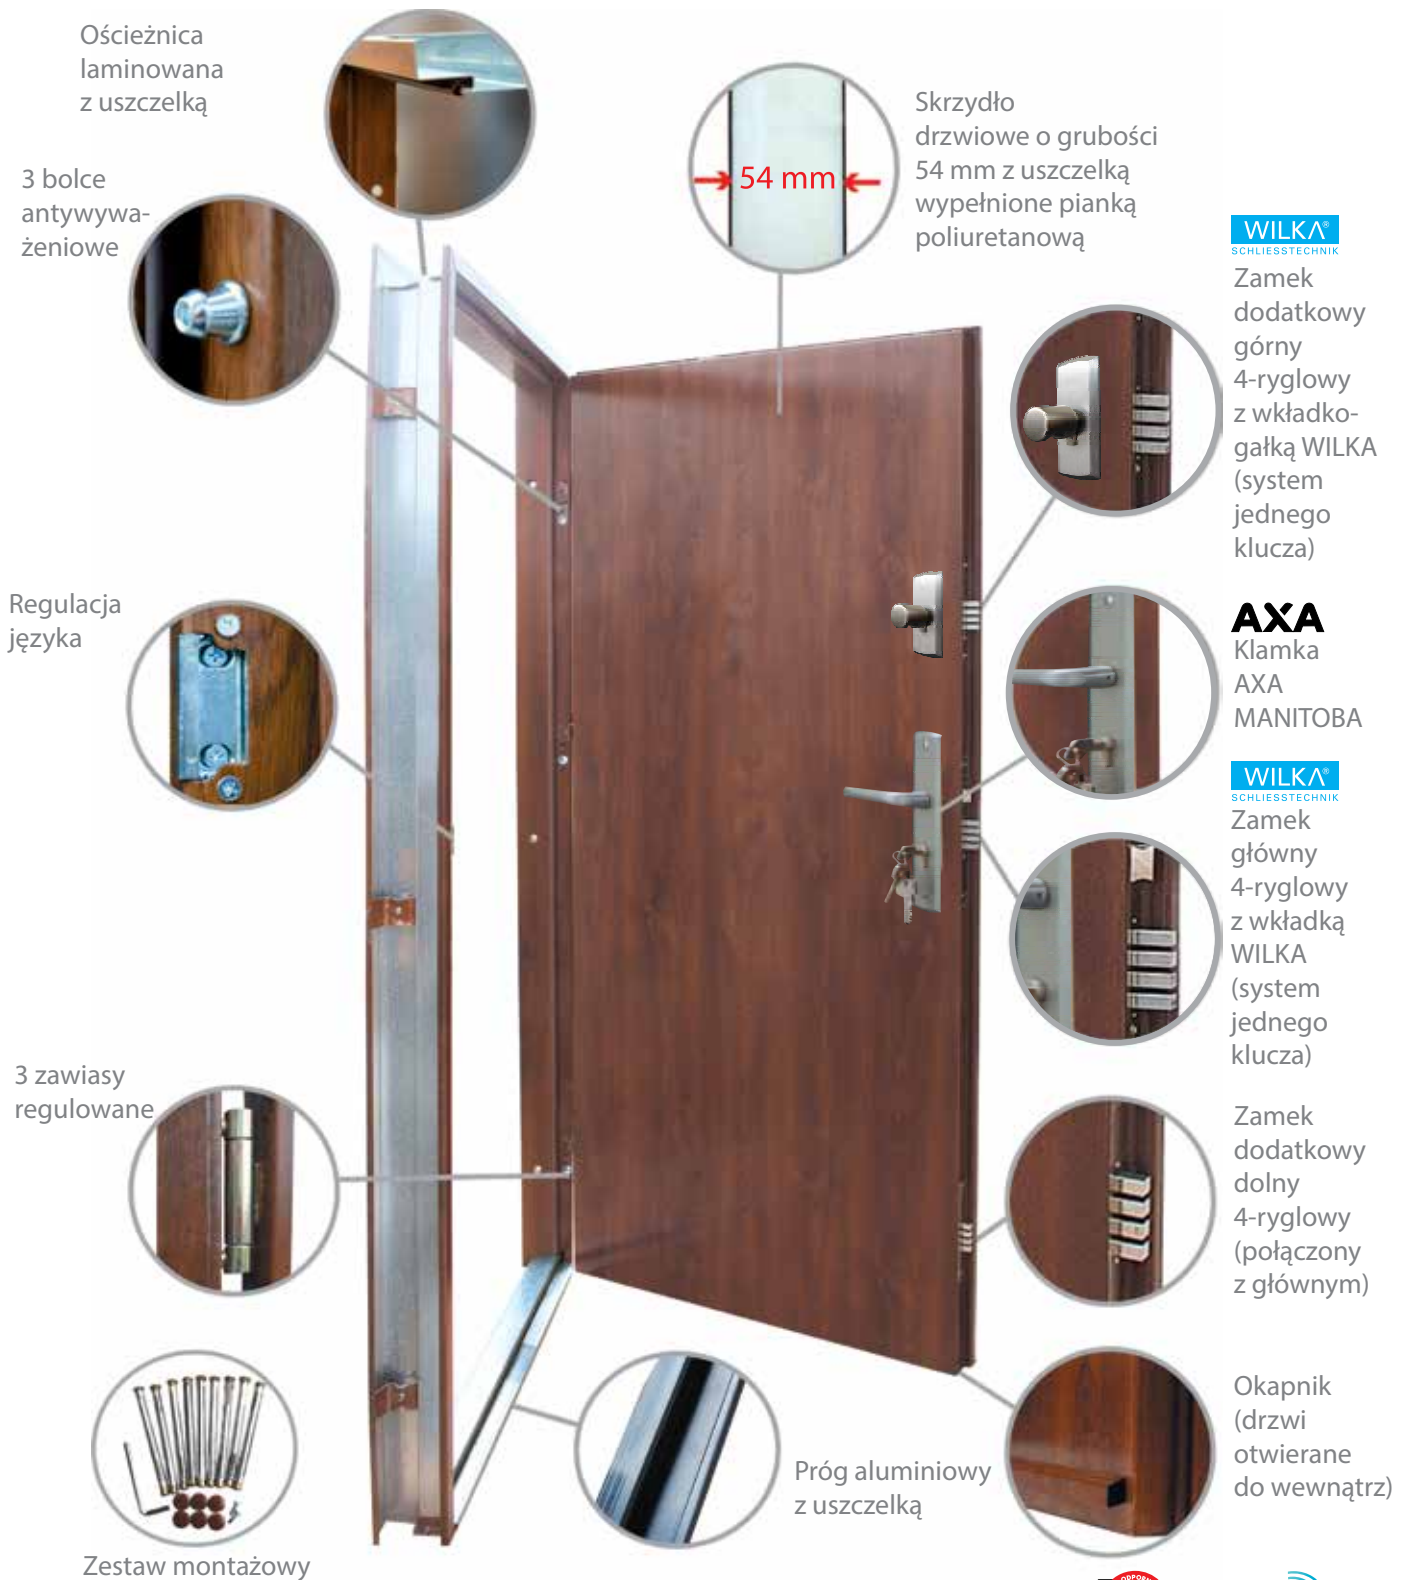 Ościeżnica
laminowana
z uszczelką
3 bolce
antywywa-
żeniowe
54 mm
Skrzydło
drzwiowe o grubości
54 mm z uszczelką
wypełnione pianką
poliuretanową
WILKA®
SCHLIESSTECHNIK
Zamek
dodatkowy
górny
4-ryglowy
z wkładko-
gałką WILKA
(system
jednego
klucza)
Regulacja
języka
AXA
Klamka
AXA
MANITOBA
WILKA®
SCHLIESSTECHNIK
Zamek
główny
4-ryglowy
z wkładką
WILKA
(system
jednego
klucza)
3 zawiasy
regulowane
Zamek
dodatkowy
dolny
4-ryglowy
(połączony
z głównym)
Okapnik
(drzwi
otwierane
do wewnątrz)
Próg aluminiowy
z uszczelką
Zestaw montażowy